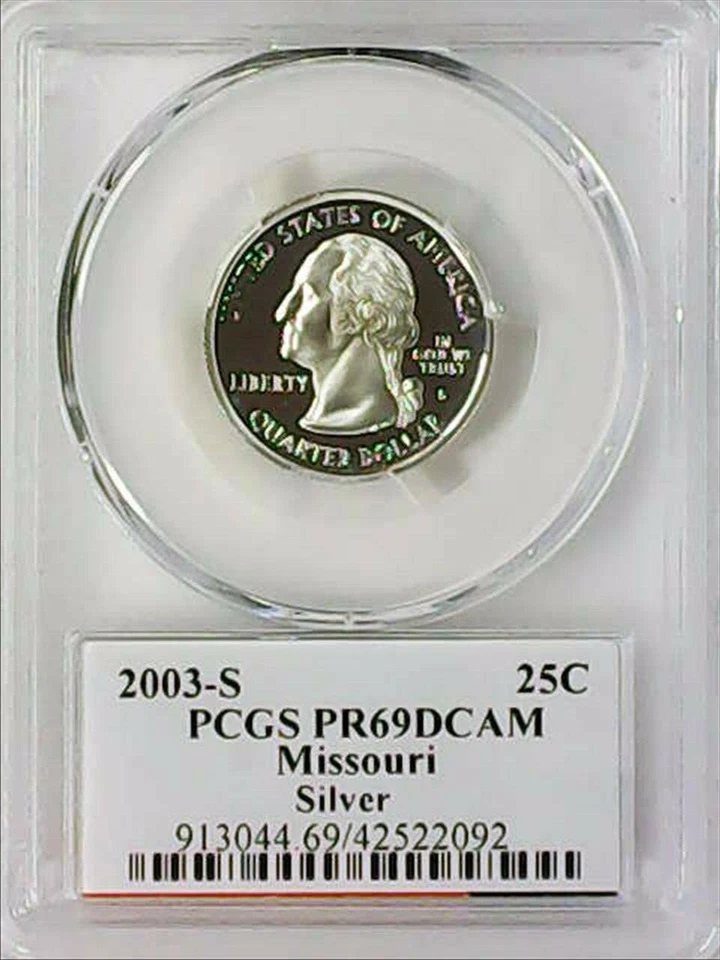 UNITED STATES OF AMERICA
IN
GOD WE
TRUST
LIBERTY
S
QUARTER DOLLAR
2003-S 25C
PCGS PR69DCAM
Missouri
Silver
913044.69/42522092